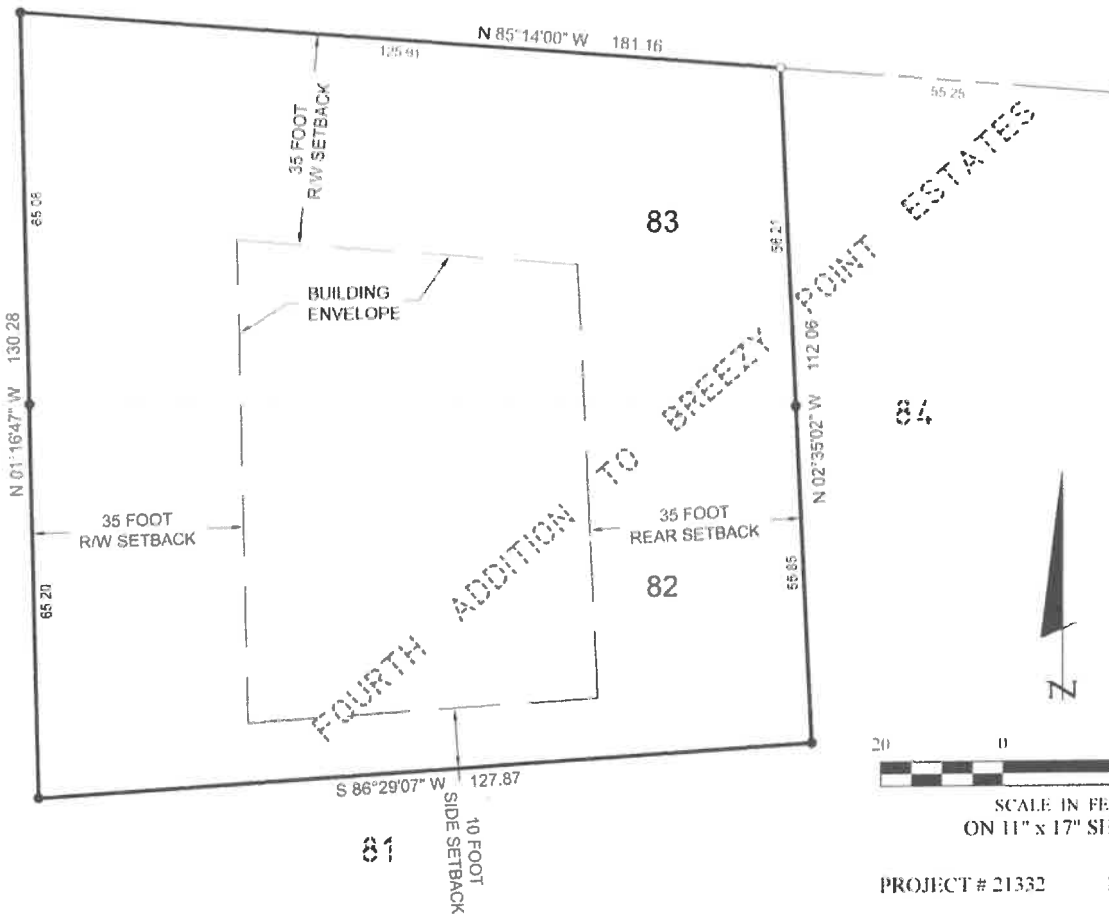 N 85°14'00" W 181.16
125.91
55.25
35 FOOT
R/W SETBACK
83
65.08
56.21
BUILDING
ENVELOPE
N 01°16'47" W 130.28
N 02°35'02" W 112.06
84
FOURTH ADDITION TO BREEZY POINT ESTATES
35 FOOT
R/W SETBACK
35 FOOT
REAR SETBACK
82
65.20
55.85
N
S 86°29'07" W 127.87
10 FOOT
SIDE SETBACK
81
20 0
SCALE IN FE
ON 11" x 17"
PROJECT # 21332